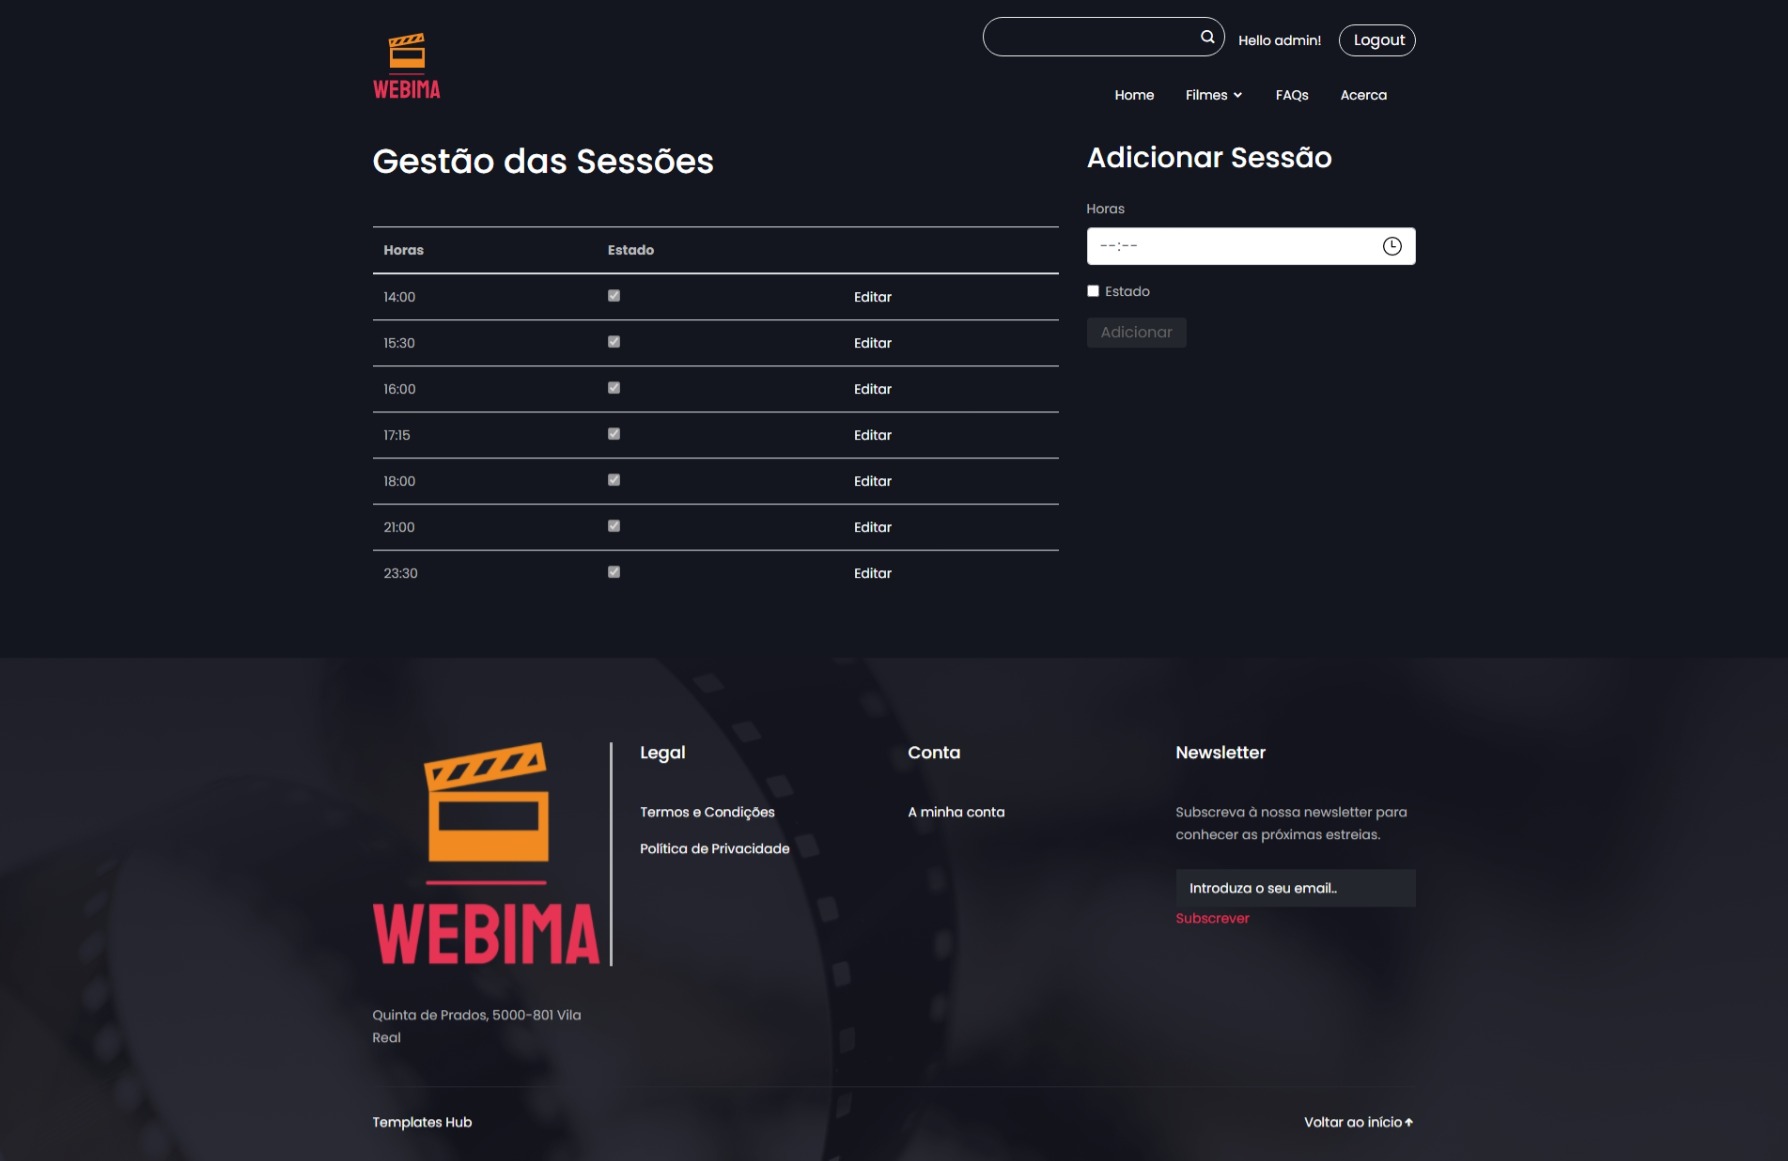 WEBIMA
Hello admin!
Logout
Home
Filmes
FAQs
Acerca
Gestão das Sessões
Horas Estado
14:00 Editar
15:30 Editar
16:00 Editar
17:15 Editar
18:00 Editar
21:00 Editar
23:30 Editar
Adicionar Sessão
Horas
--:--
Estado
Adicionar
WEBIMA
Quinta de Prados, 5000-801 Vila
Real
Legal
Termos e Condições
Política de Privacidade
Conta
A minha conta
Newsletter
Subscreva à nossa newsletter para
conhecer as próximas estreias.
Introduza o seu email..
Subscrever
Templates Hub
Voltar ao início